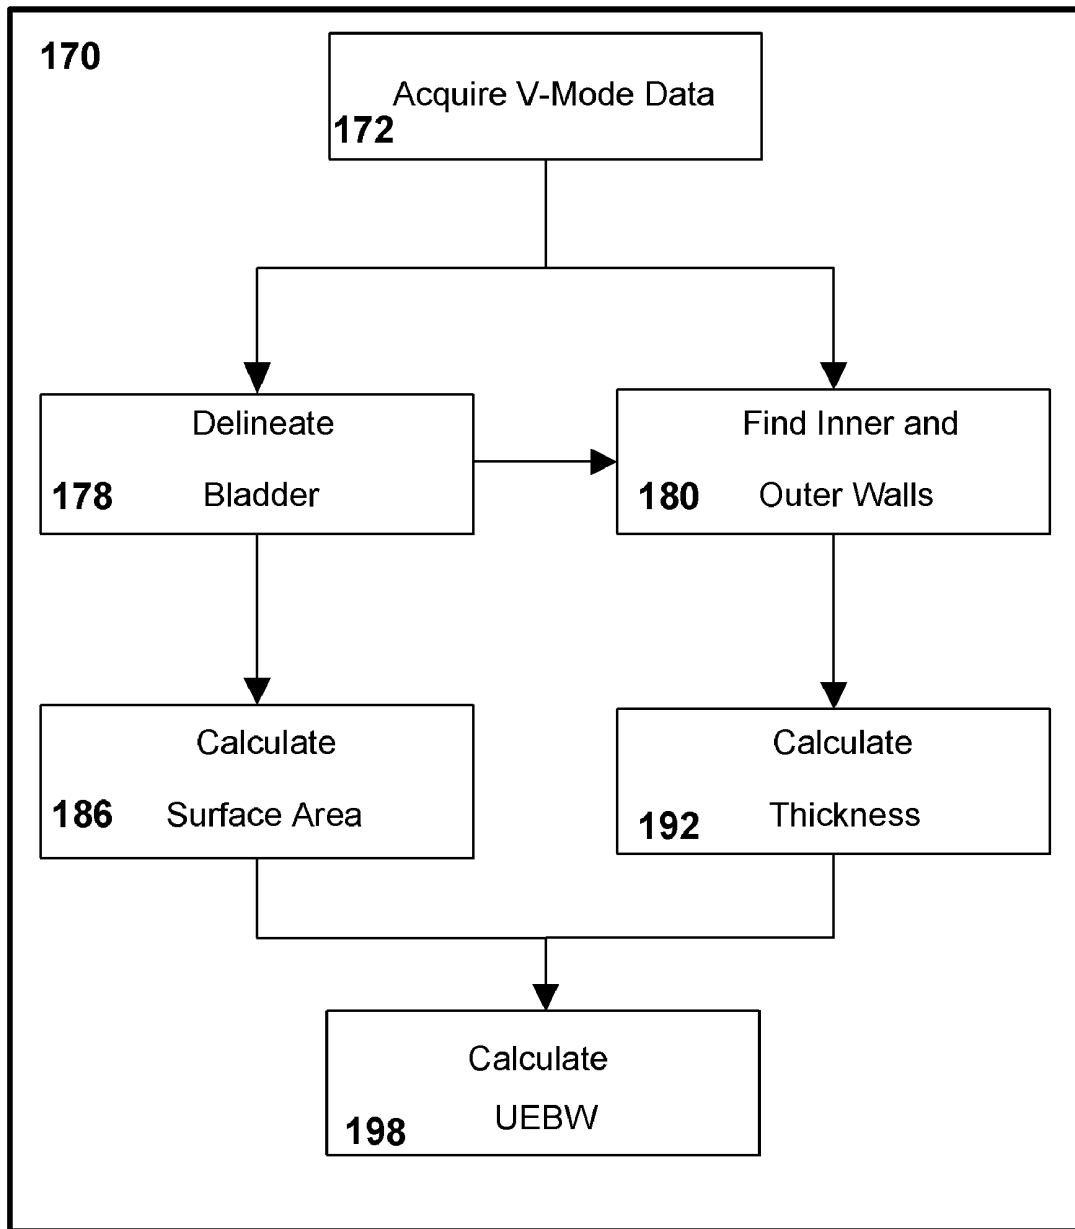 170
Acquire V-Mode Data
172
Delineate
178 Bladder
Find Inner and
180 Outer Walls
Calculate
186 Surface Area
Calculate
192 Thickness
Calculate
UEBW
198